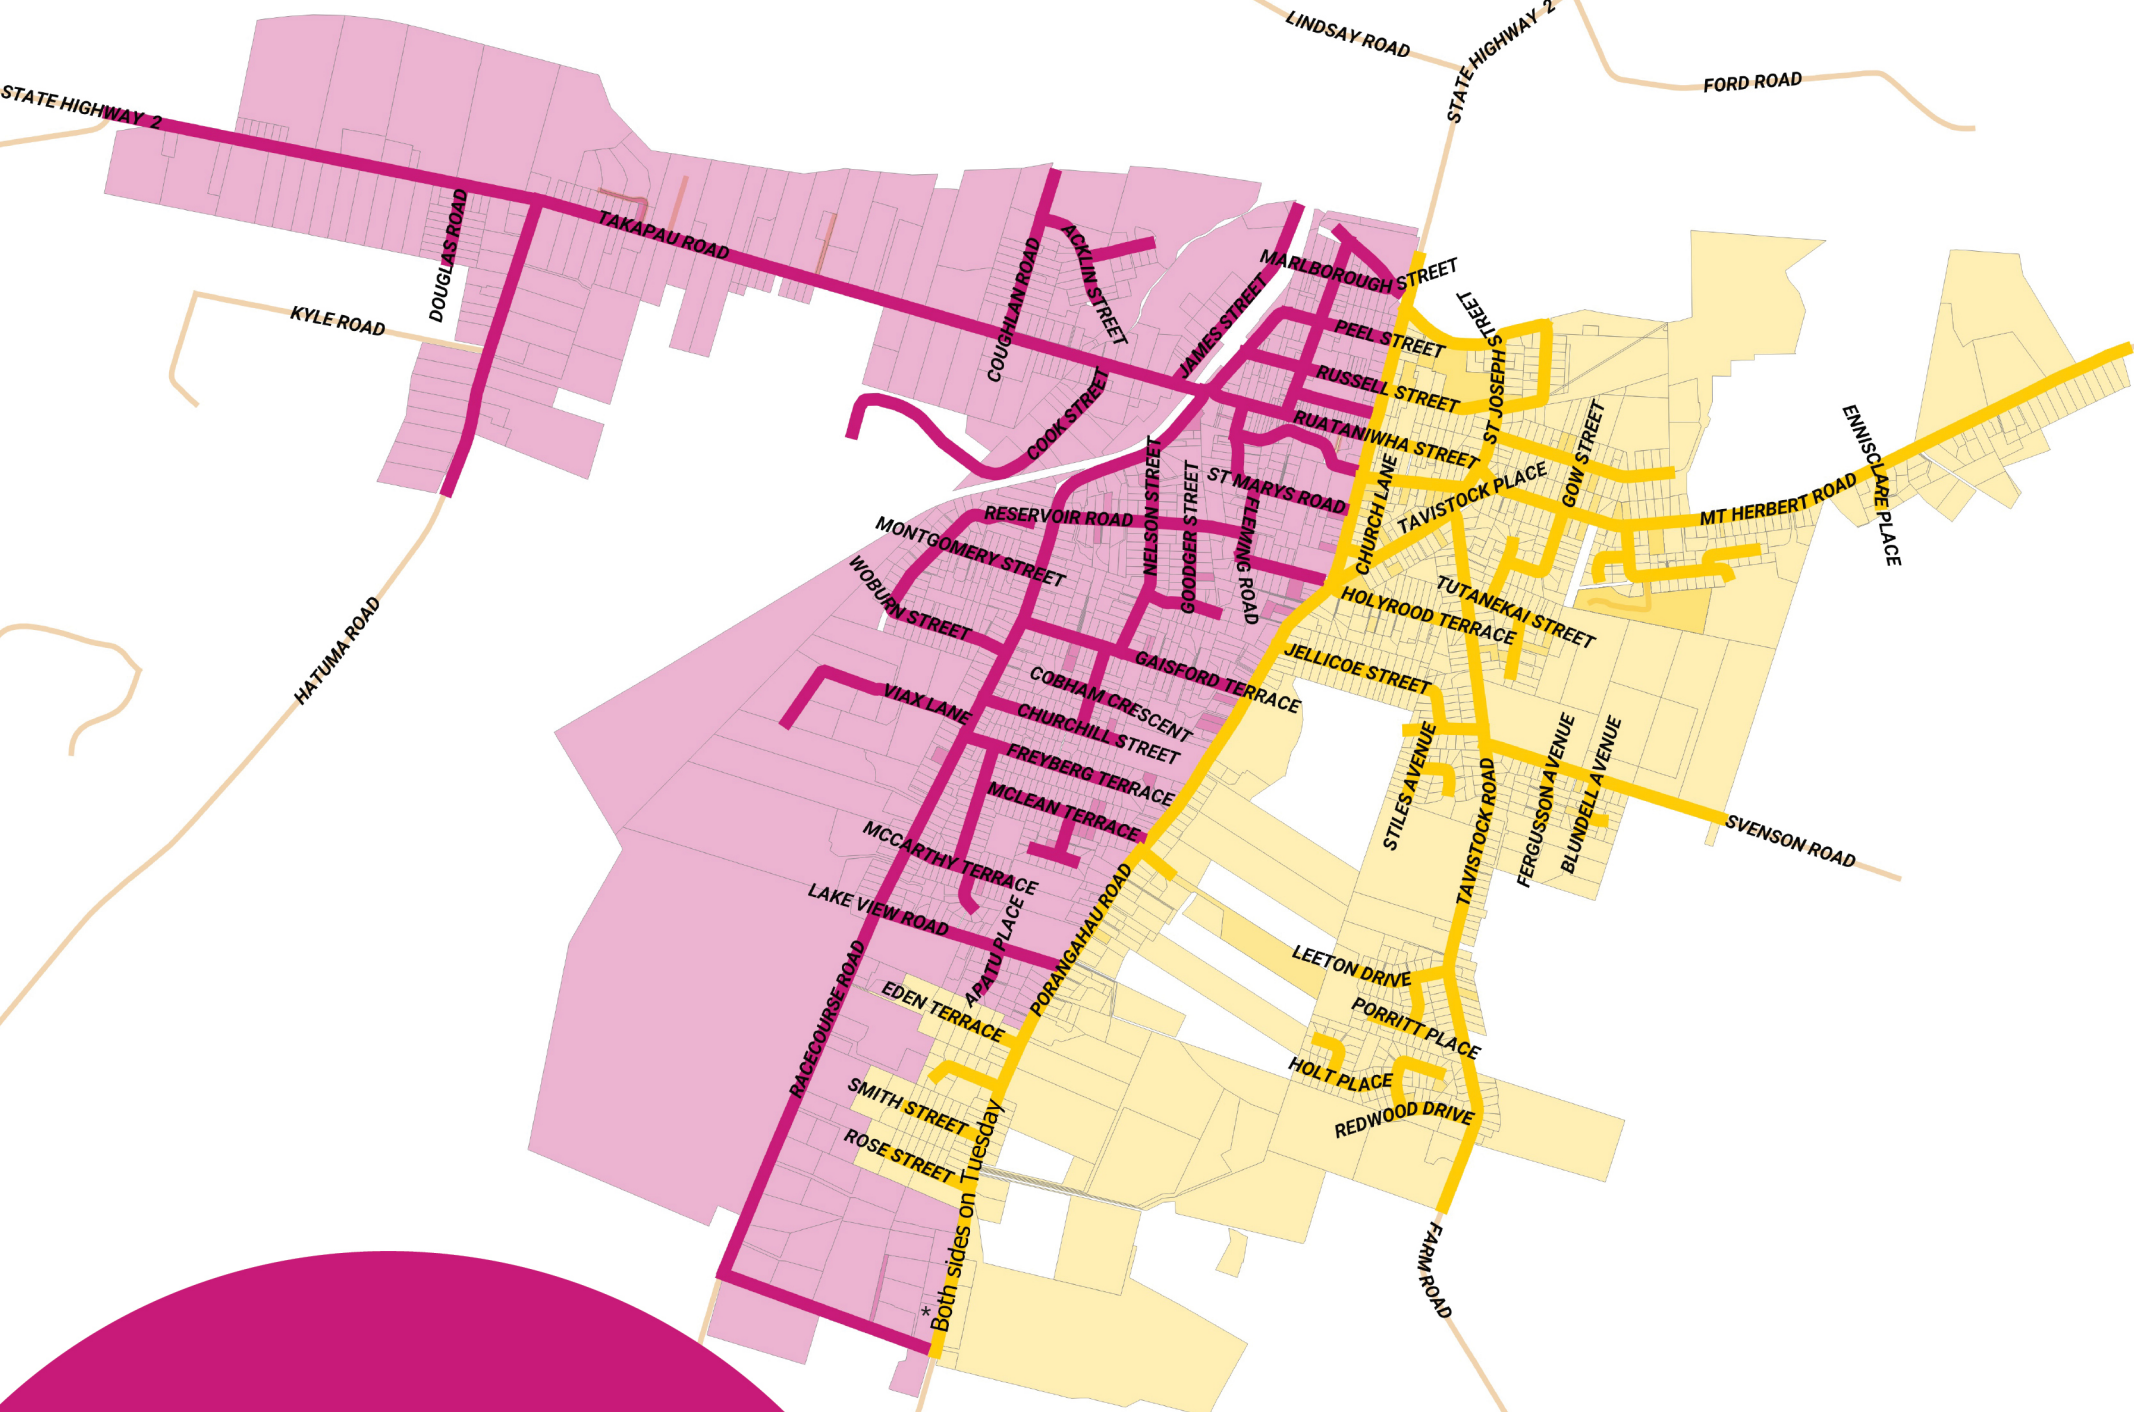 LINDSAY ROAD
STATE HIGHWAY 2
FORD ROAD
STATE HIGHWAY 2
DOUGLAS ROAD
TAKAPAU ROAD
KYLE ROAD
COUGHLAN ROAD
ACKLIN STREET
JAMES STREET
MARLBOROUGH STREET
PEEL STREET
ST JOSEPHS STREET
RUSSELL STREET
COOK STREET
RUATANIWHA STREET
GOW STREET
ENNISCLARE PLACE
MT HERBERT ROAD
ST MARYS ROAD
CHURCH LANE
TAVISTOCK PLACE
NELSON STREET
GOODGER STREET
FLEMING ROAD
RESERVOIR ROAD
MONTGOMERY STREET
WOBURN STREET
HATUMA ROAD
TUTANEKAI STREET
HOLYROOD TERRACE
JELLICOE STREET
GAISFORD TERRACE
COBHAM CRESCENT
VIAX LANE
CHURCHILL STREET
FREYBERG TERRACE
MCLEAN TERRACE
STILES AVENUE
TAVISTOCK ROAD
FERGUSSON AVENUE
BLUNDELL AVENUE
SVENSON ROAD
MCCARTHY TERRACE
LAKE VIEW ROAD
APATU PLACE
PORANGAHAU ROAD
RACECOURSE ROAD
LEETON DRIVE
EDEN TERRACE
PORRITT PLACE
HOLT PLACE
SMITH STREET
REDWOOD DRIVE
ROSE STREET
*Both sides on Tuesday
FARM ROAD